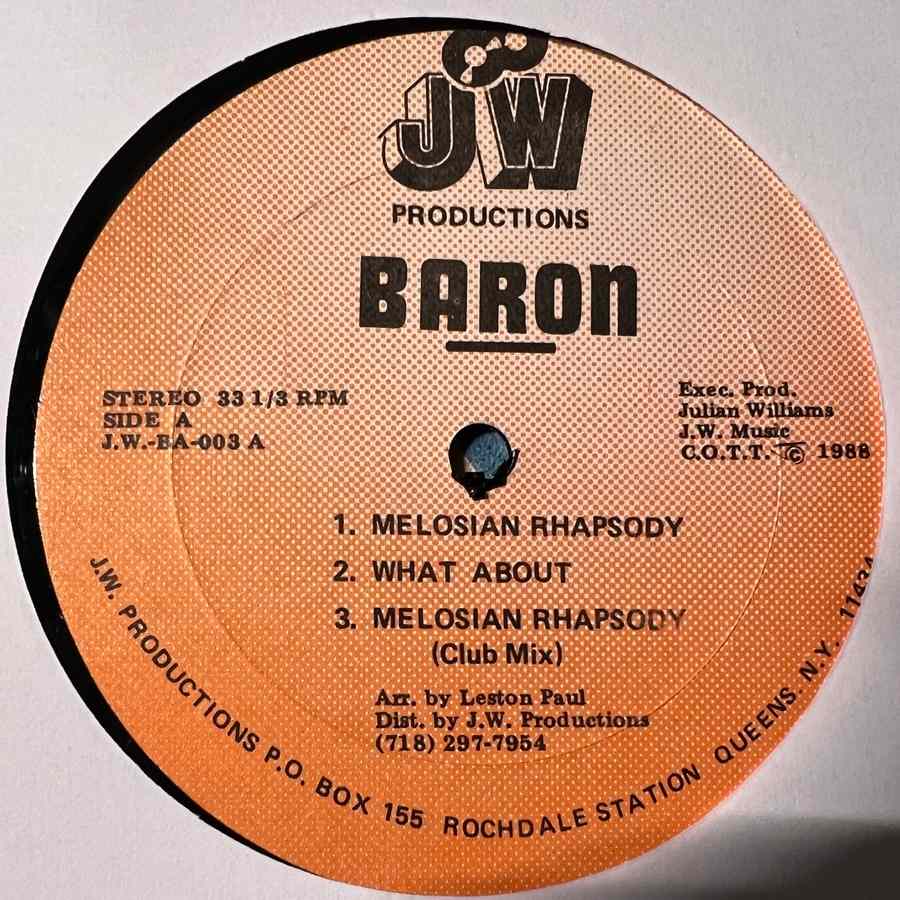 JW
PRODUCTIONS
BARON
STEREO 33 1/3 RPM
SIDE A
J.W.-BA-003 A
Exec. Prod.
Julian Williams
J.W. Music
C.O.T.T. © 1988
1. MELOSIAN RHAPSODY
2. WHAT ABOUT
3. MELOSIAN RHAPSODY
(Club Mix)
Arr. by Leston Paul
Dist. by J.W. Productions
(718) 297-7954
J.W. PRODUCTIONS P.O. BOX 155 ROCHDALE STATION QUEENS. N.Y. 11434